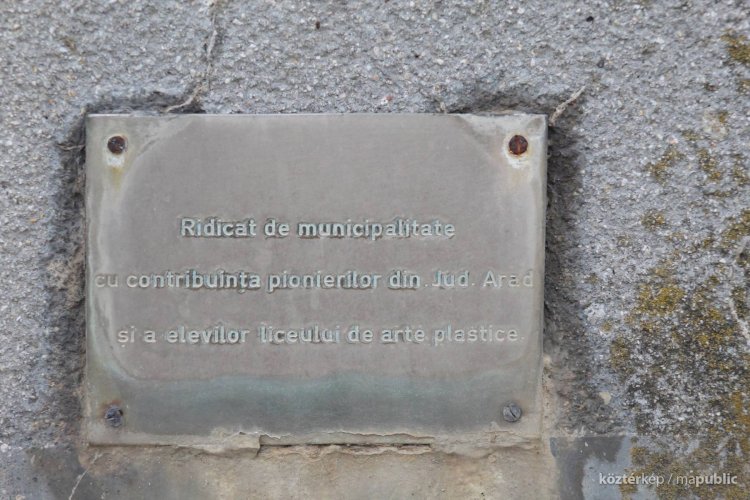 Ridicat de municipalitate
cu contribuința pionierilor din Jud. Arad
și a elevilor liceului de arte plastice
köztérkép / mapublic